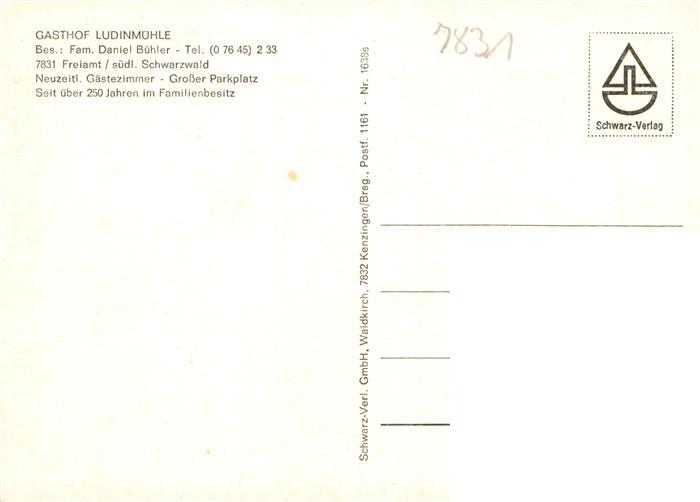 GASTHOF LUDINMÜHLE
Bes.: Fam. Daniel Bühler - Tel. (0 76 45) 2 33
7831 Freiamt / südl. Schwarzwald
Neuzeitl. Gästezimmer - Großer Parkplatz
Seit über 250 Jahren im Familienbesitz
Schwarz-Verl. GmbH, Waldkirch, 7832 Kenzingen/Brsg., Postf. 1161 - Nr. 1638s
7831
Schwarz-Verlag